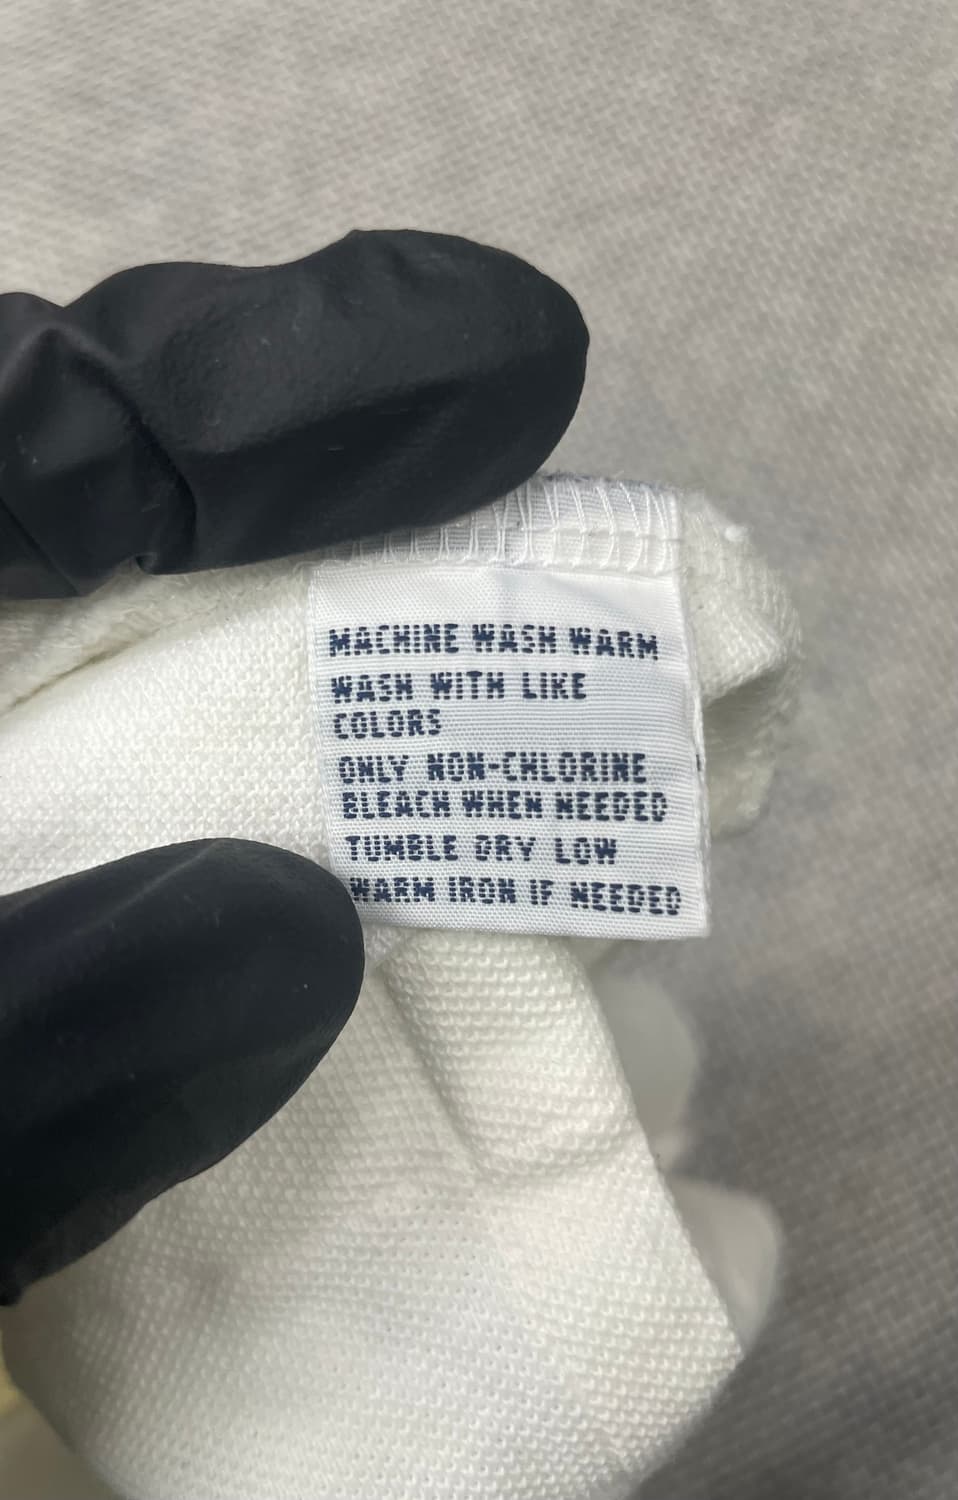 MACHINE WASH WARM
WASH WITH LIKE
COLORS
ONLY NON-CHLORINE
BLEACH WHEN NEEDED
TUMBLE DRY LOW
WARM IRON IF NEEDED